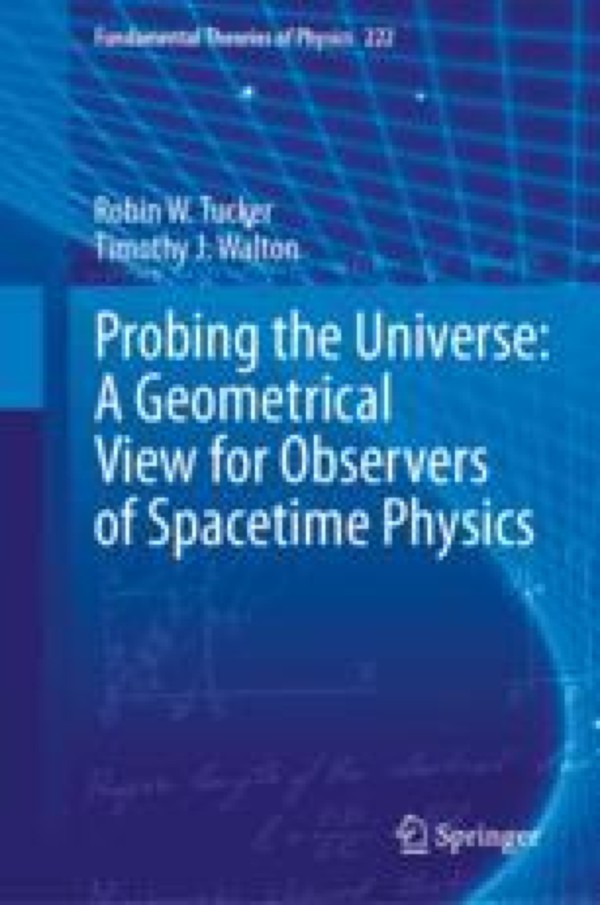 Fundamental Theories of Physics 222
Robin W. Tucker
Timothy J. Walton
Probing the Universe:
A Geometrical
View for Observers
of Spacetime Physics
Springer